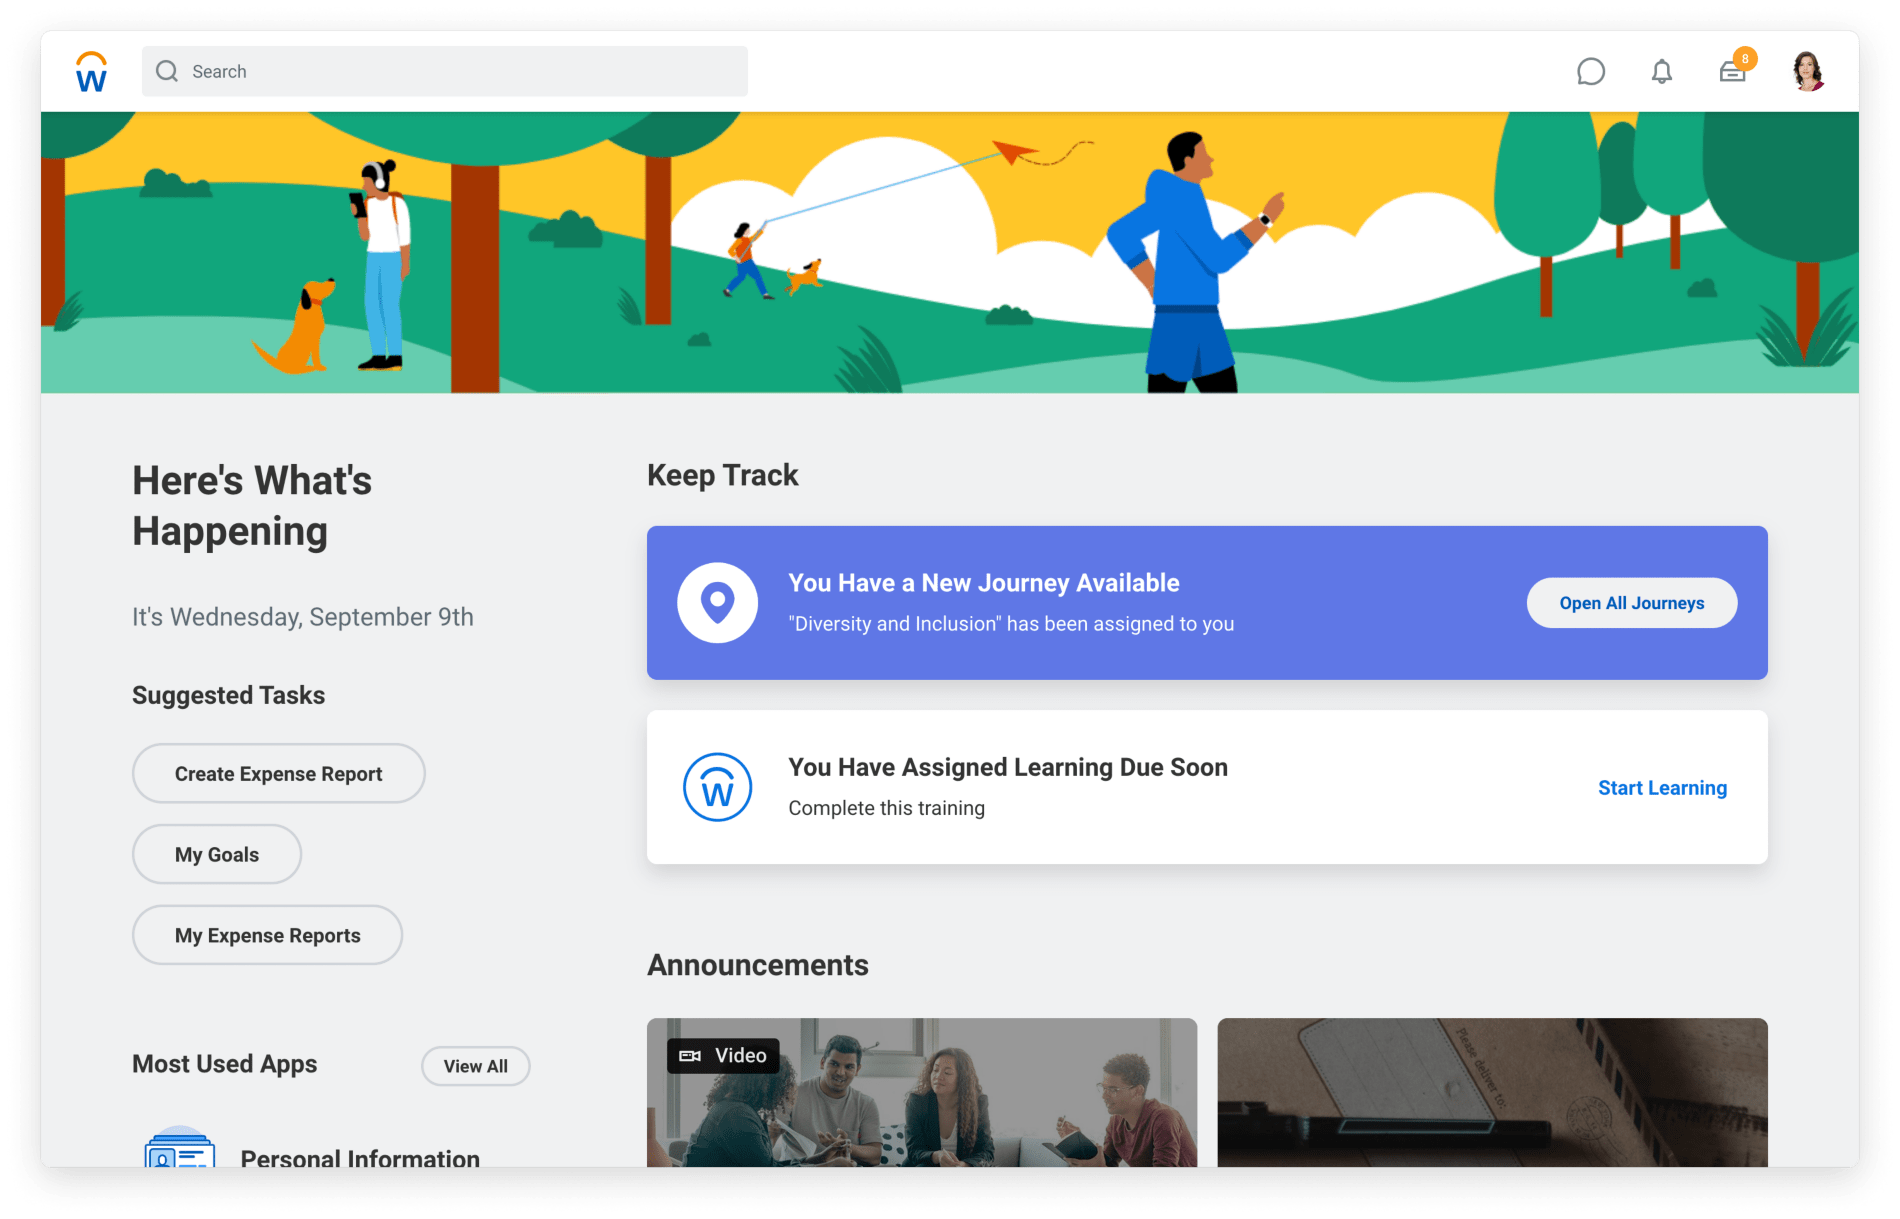 W
Search
8
Here's What's
Happening
It's Wednesday, September 9th
Suggested Tasks
Create Expense Report
My Goals
My Expense Reports
Most Used Apps
View All
Personal Information
Keep Track
You Have a New Journey Available
"Diversity and Inclusion" has been assigned to you
Open All Journeys
W
You Have Assigned Learning Due Soon
Complete this training
Start Learning
Announcements
Video
Please deliver to: